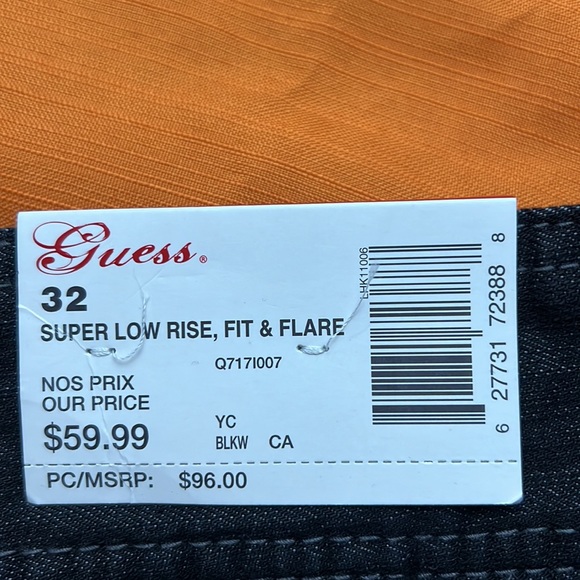 Guess®
32
SUPER LOW RISE, FIT & FLARE
Q717I007
NOS PRIX
OUR PRICE
$59.99
YC
BLKW CA
PC/MSRP: $96.00
LHK11006
6 27731 72388 8